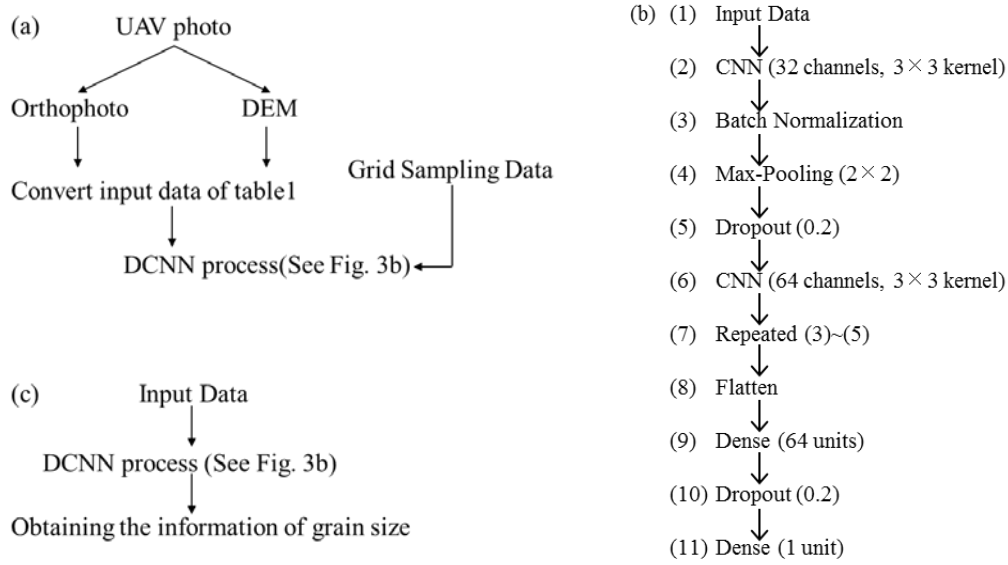 (a) UAV photo
Orthophoto DEM
Grid Sampling Data
Convert input data of table1
DCNN process(See Fig. 3b)
(c) Input Data
DCNN process (See Fig. 3b)
Obtaining the information of grain size
(b) (1) Input Data
(2) CNN (32 channels, 3×3 kernel)
(3) Batch Normalization
(4) Max-Pooling (2×2)
(5) Dropout (0.2)
(6) CNN (64 channels, 3×3 kernel)
(7) Repeated (3)~(5)
(8) Flatten
(9) Dense (64 units)
(10) Dropout (0.2)
(11) Dense (1 unit)